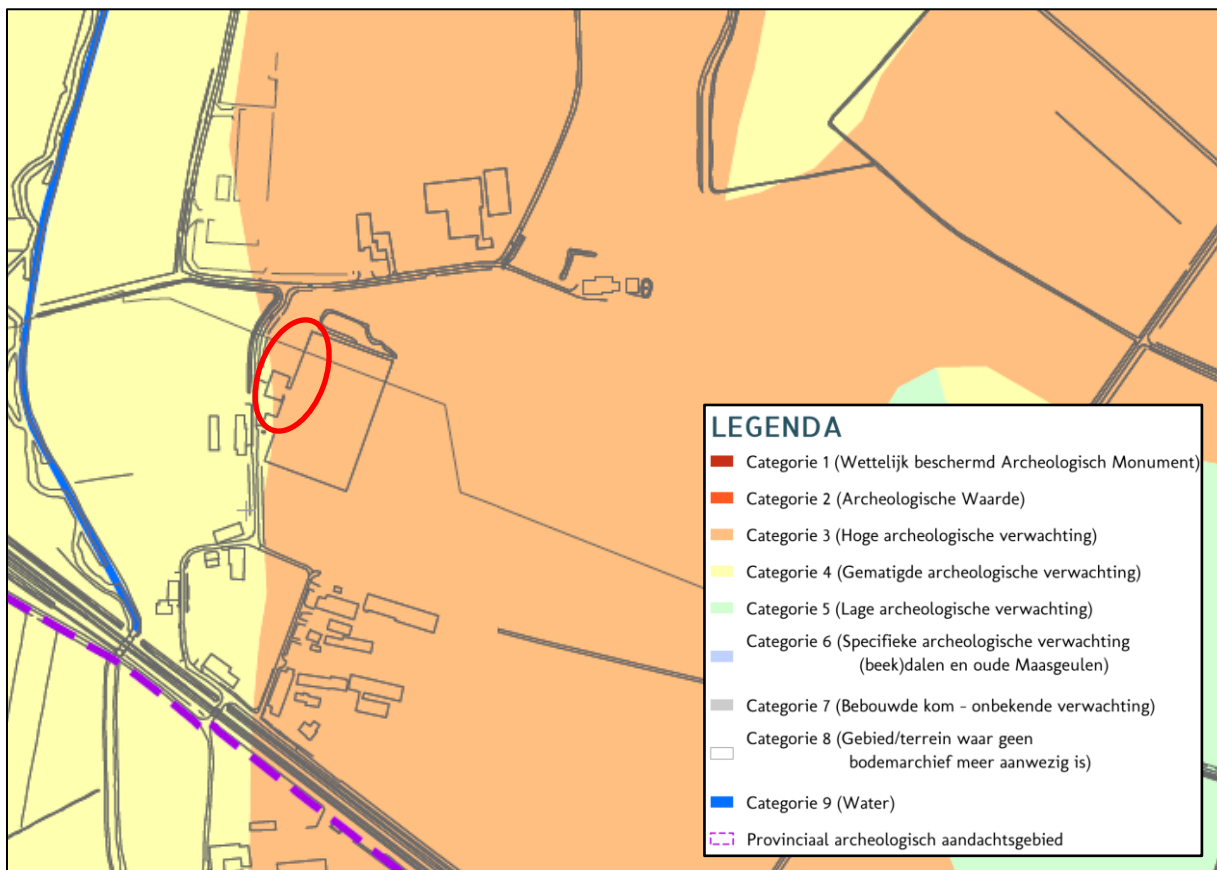 LEGENDA
Categorie 1 (Wettelijk beschermd Archeologisch Monument)
Categorie 2 (Archeologische Waarde)
Categorie 3 (Hoge archeologische verwachting)
Categorie 4 (Gematigde archeologische verwachting)
Categorie 5 (Lage archeologische verwachting)
Categorie 6 (Specifieke archeologische verwachting
(beek)dalen en oude Maasgeulen)
Categorie 7 (Bebouwde kom - onbekende verwachting)
Categorie 8 (Gebied/terrein waar geen
bodemarchief meer aanwezig is)
Categorie 9 (Water)
Provinciaal archeologisch aandachtsgebied